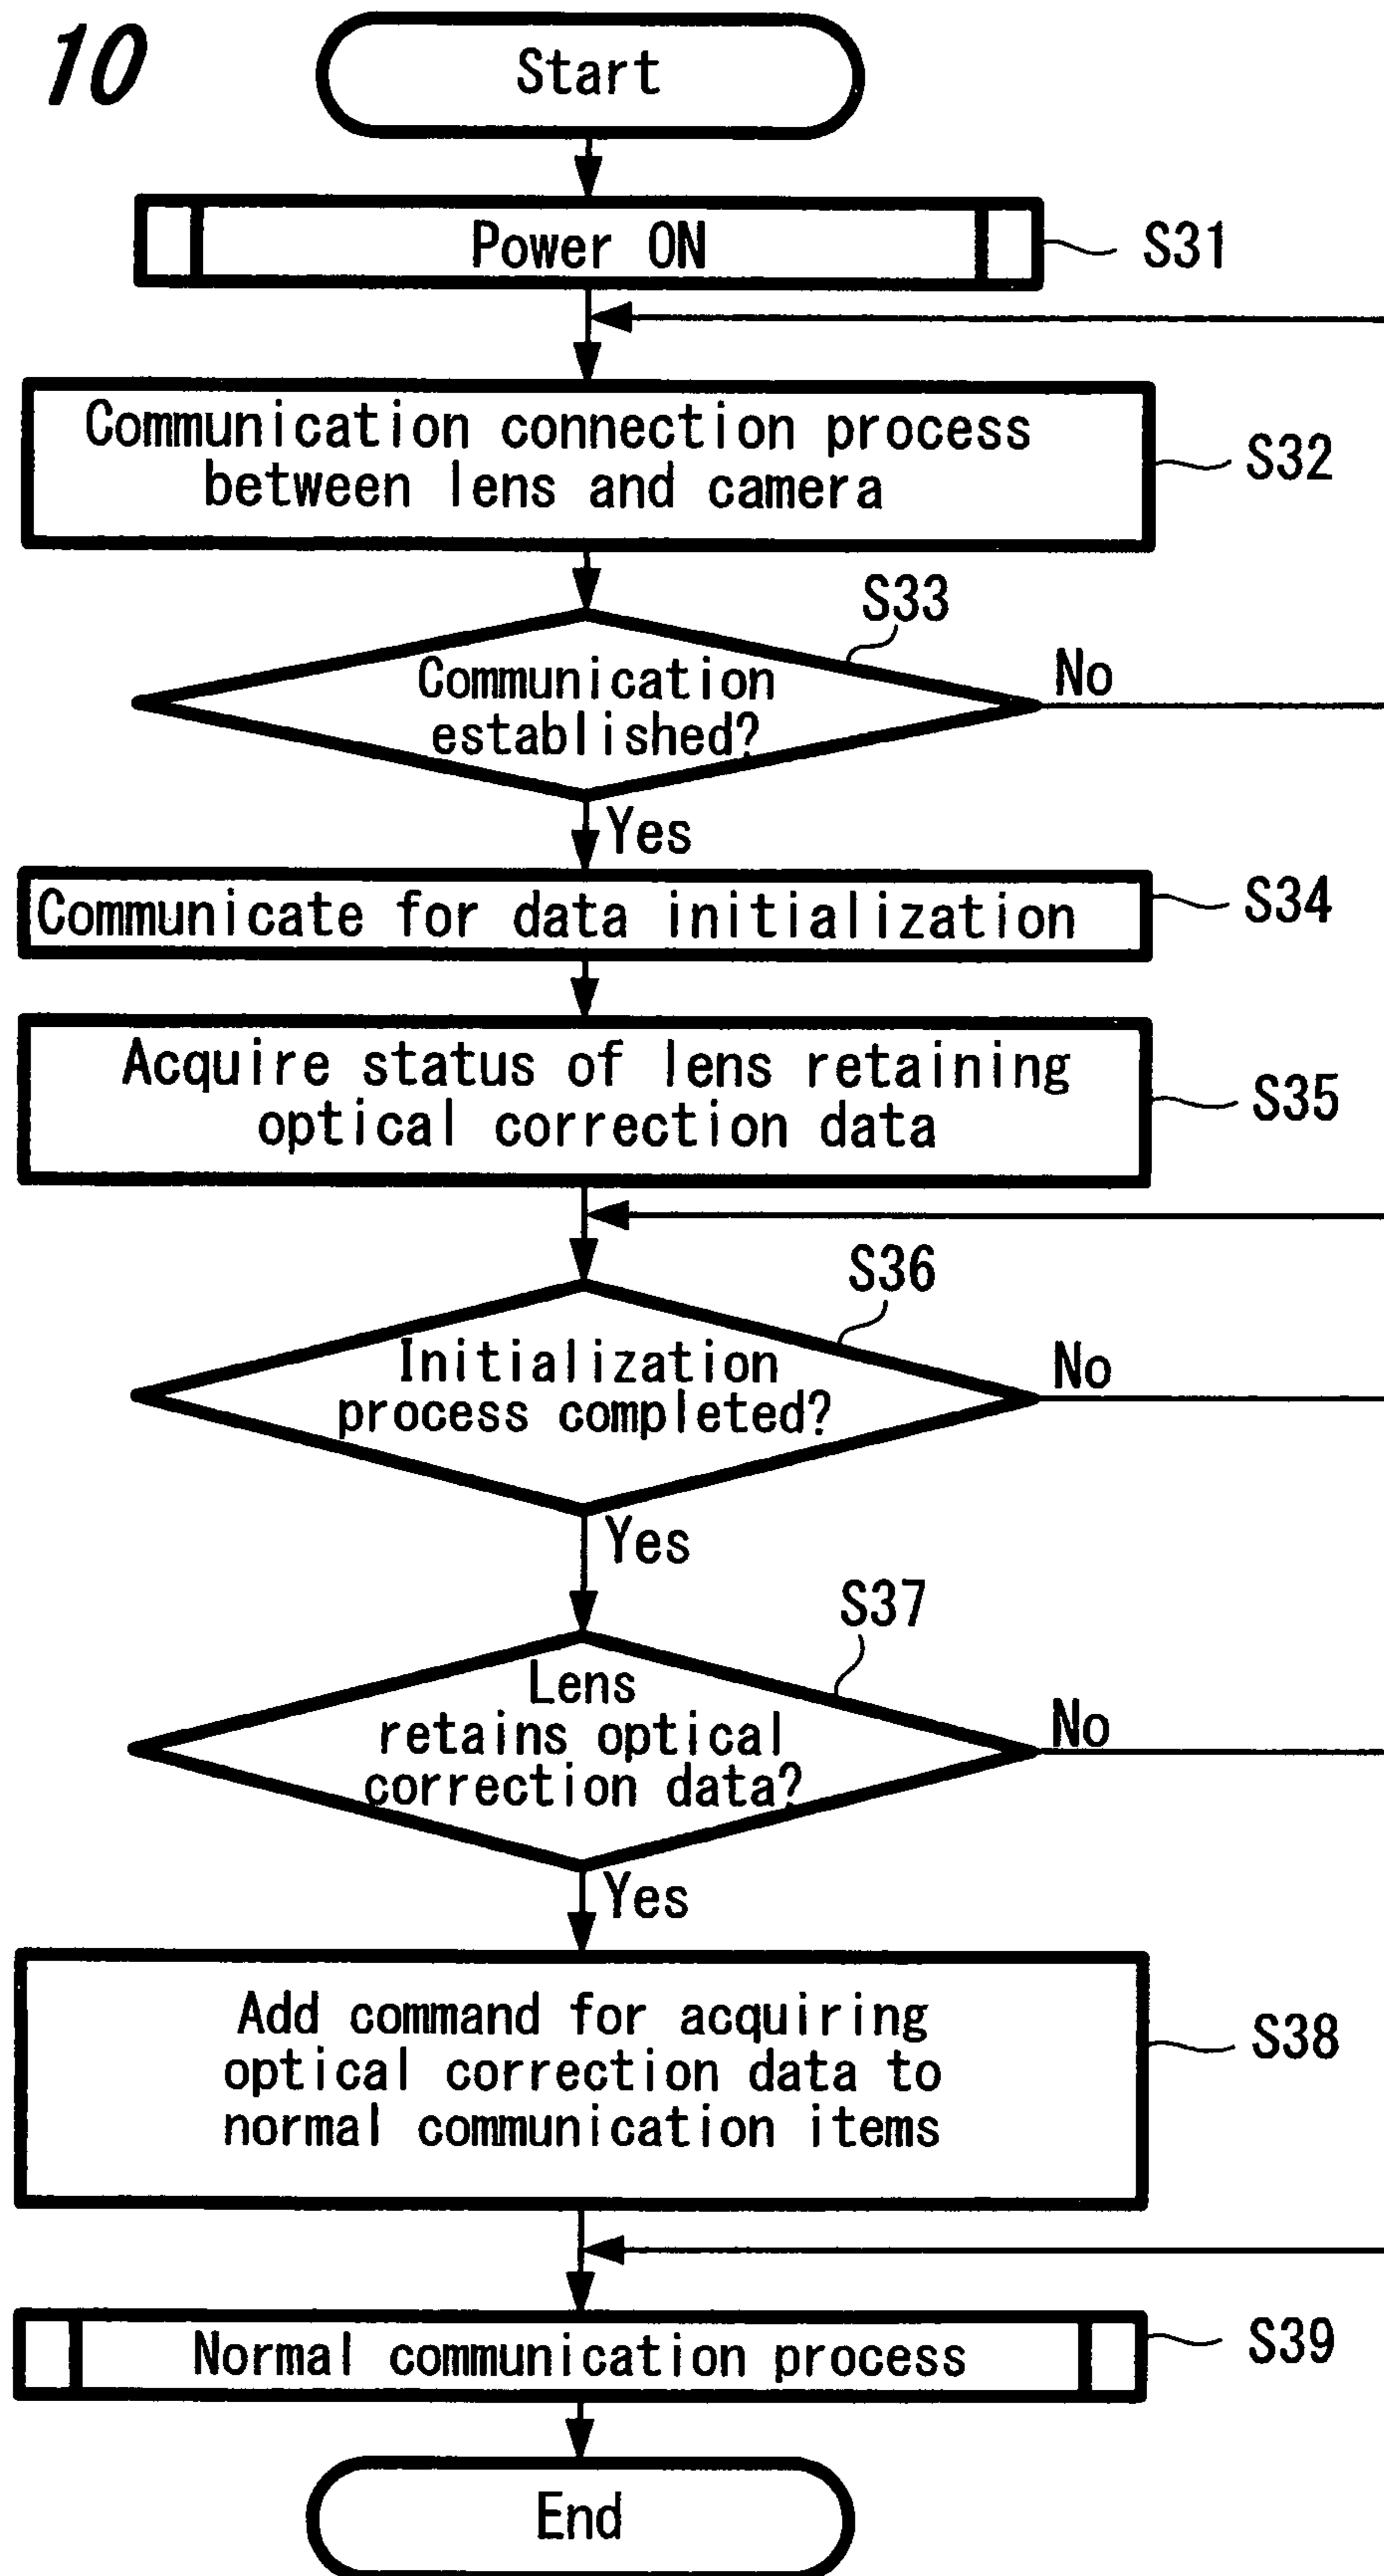 10
Start
Power ON
S31
Communication connection process
between lens and camera
S32
S33
Communication
established?
No
Yes
Communicate for data initialization
S34
Acquire status of lens retaining
optical correction data
S35
S36
Initialization
process completed?
No
Yes
S37
Lens
retains optical
correction data?
No
Yes
Add command for acquiring
optical correction data to
normal communication items
S38
Normal communication process
S39
End